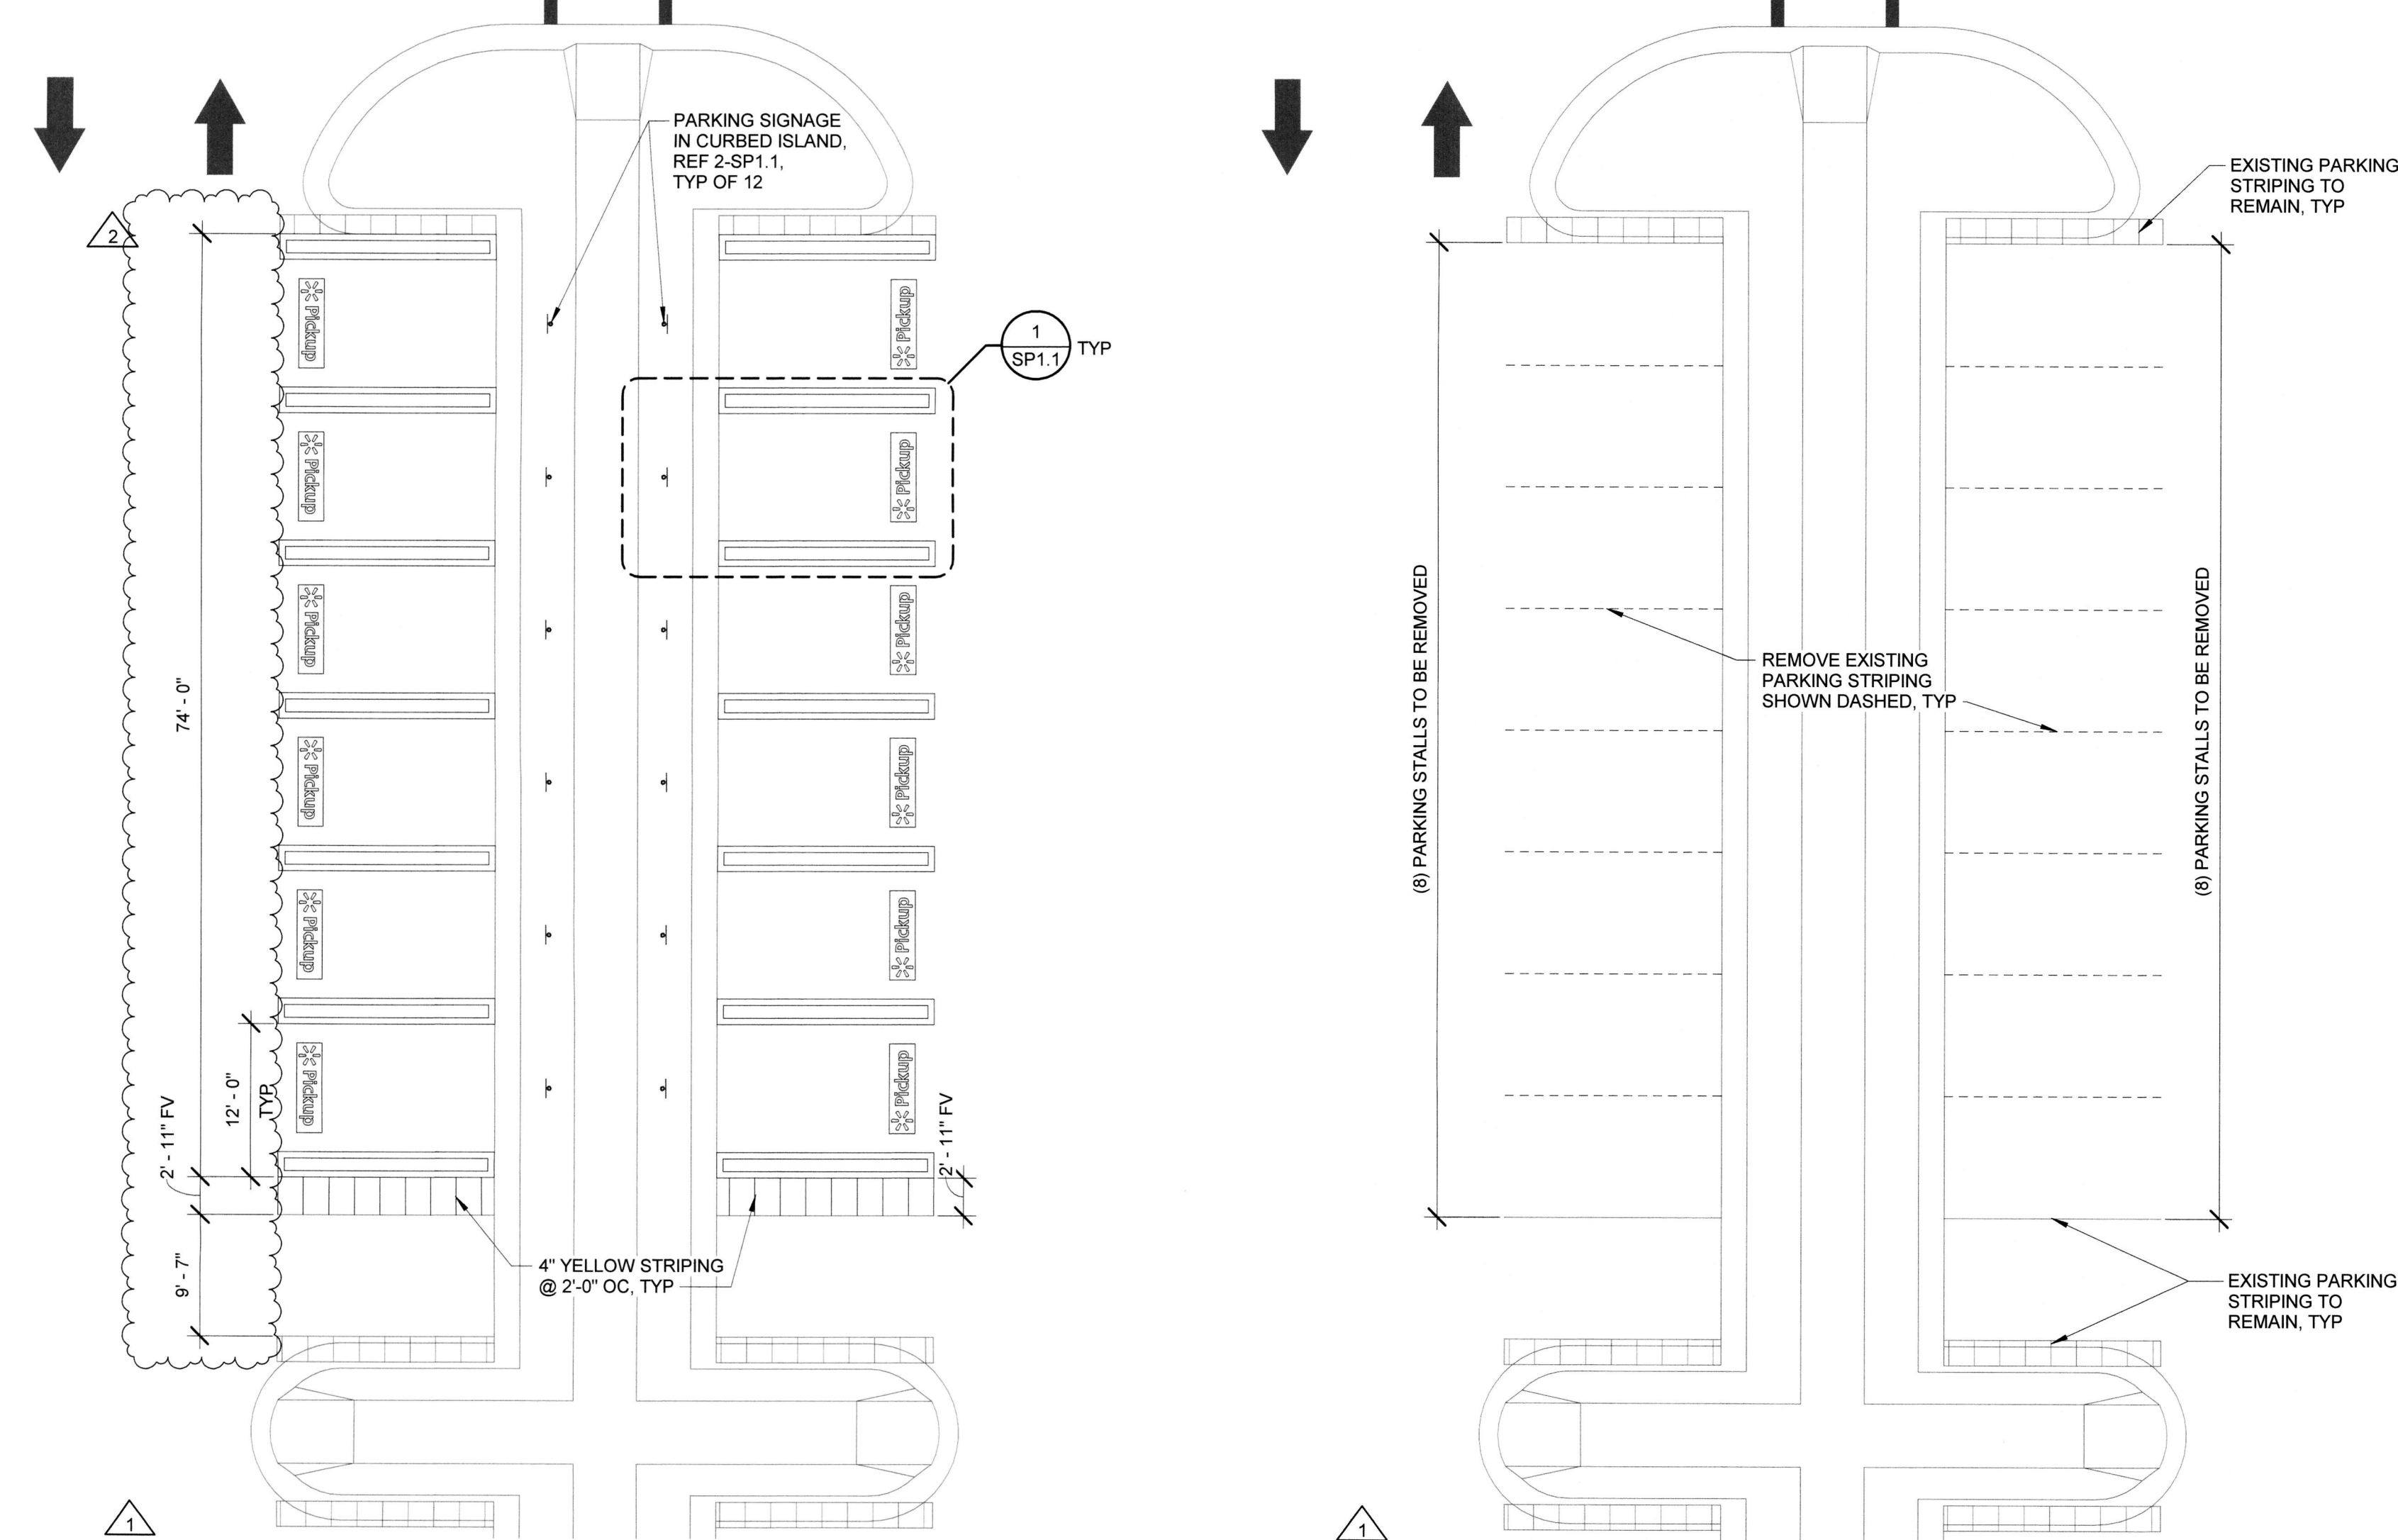 PARKING SIGNAGE
IN CURBED ISLAND,
REF 2-SP1.1,
TYP OF 12
2
Pickup
Pickup
1
SP1.1
TYP
Pickup
Pickup
Pickup
Pickup
74' - 0"
Pickup
Pickup
Pickup
Pickup
Pickup
Pickup
12' - 0"
TYP
2' - 11" FV
2' - 11" FV
9' - 7"
4" YELLOW STRIPING
@ 2'-0" OC, TYP
1
EXISTING PARKING
STRIPING TO
REMAIN, TYP
(8) PARKING STALLS TO BE REMOVED
REMOVE EXISTING
PARKING STRIPING
SHOWN DASHED, TYP
(8) PARKING STALLS TO BE REMOVED
EXISTING PARKING
STRIPING TO
REMAIN, TYP
1